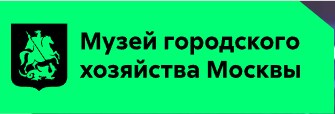 Музей городского
хозяйства Москвы